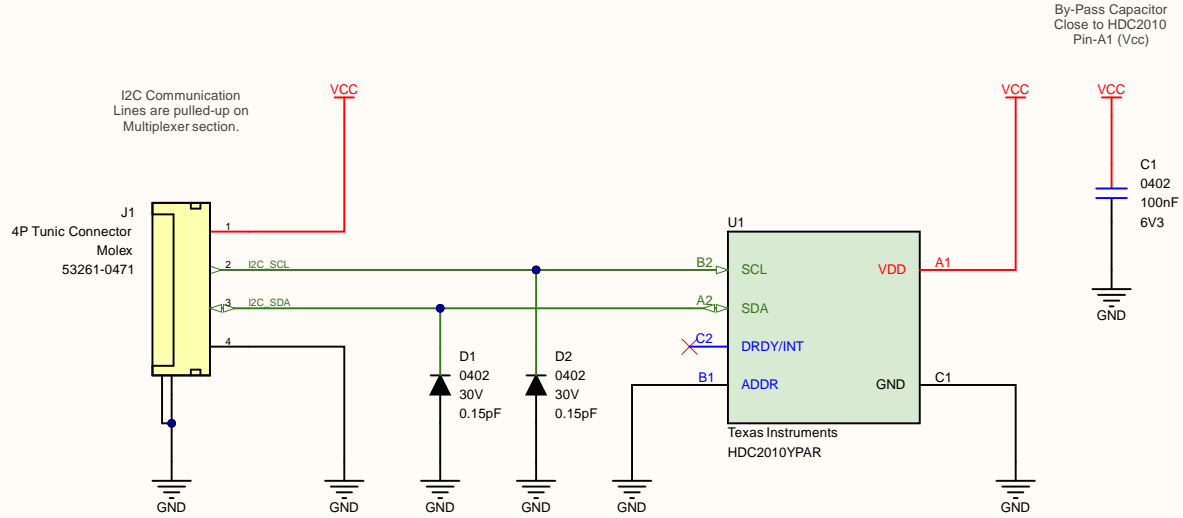 By-Pass Capacitor
Close to HDC2010
Pin-A1 (Vcc)
I2C Communication
Lines are pulled-up on
Multiplexer section.
VCC
VCC
VCC
J1
4P Tunic Connector
Molex
53261-0471
1
2
I2C_SCL
3
I2C_SDA
4
D1
0402
30V
0.15pF
D2
0402
30V
0.15pF
U1
B2
SCL
A2
SDA
C2
DRDY/INT
B1
ADDR
VDD
A1
GND
C1
Texas Instruments
HDC2010YPAR
C1
0402
100nF
6V3
GND
GND
GND
GND
GND
GND
GND